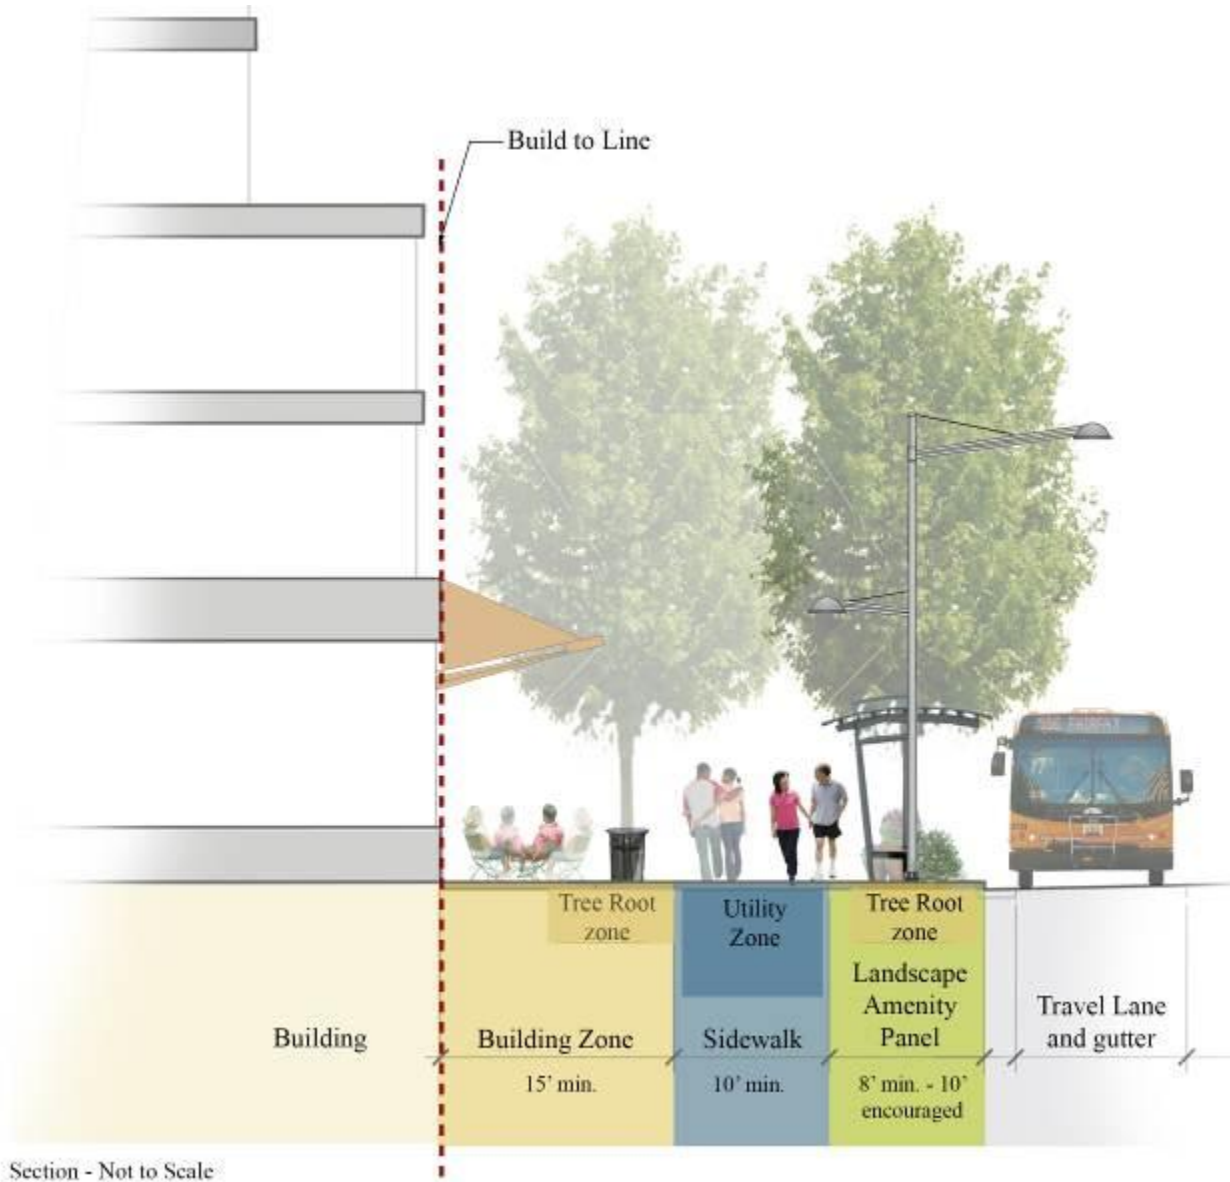 Build to Line
Tree Root
zone
Utility
Zone
Tree Root
zone
Landscape
Amenity
Panel
Building
Building Zone
Sidewalk
Travel Lane
and gutter
15’ min.
10’ min.
8’ min. - 10’
encouraged
Section - Not to Scale